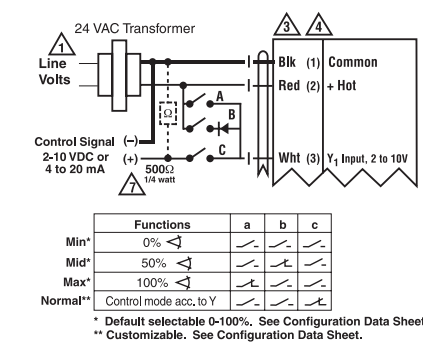 24 VAC Transformer
1
3
4
Line
Volts
Blk (1) Common
Red (2) + Hot
A
B
Ω
C
Control Signal (–)
2-10 VDC or (+)
4 to 20 mA
500Ω
1/4 watt
7
Wht (3) Y1 Input, 2 to 10V
Functions a b c
Min* 0%
Mid* 50%
Max* 100%
Normal** Control mode acc. to Y
* Default selectable 0-100%. See Configuration Data Sheet
** Customizable. See Configuration Data Sheet.